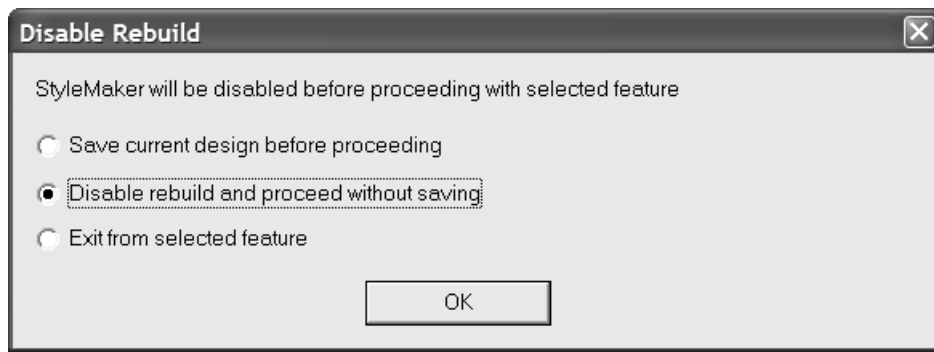 Disable Rebuild
StyleMaker will be disabled before proceeding with selected feature
Save current design before proceeding
Disable rebuild and proceed without saving
Exit from selected feature
OK